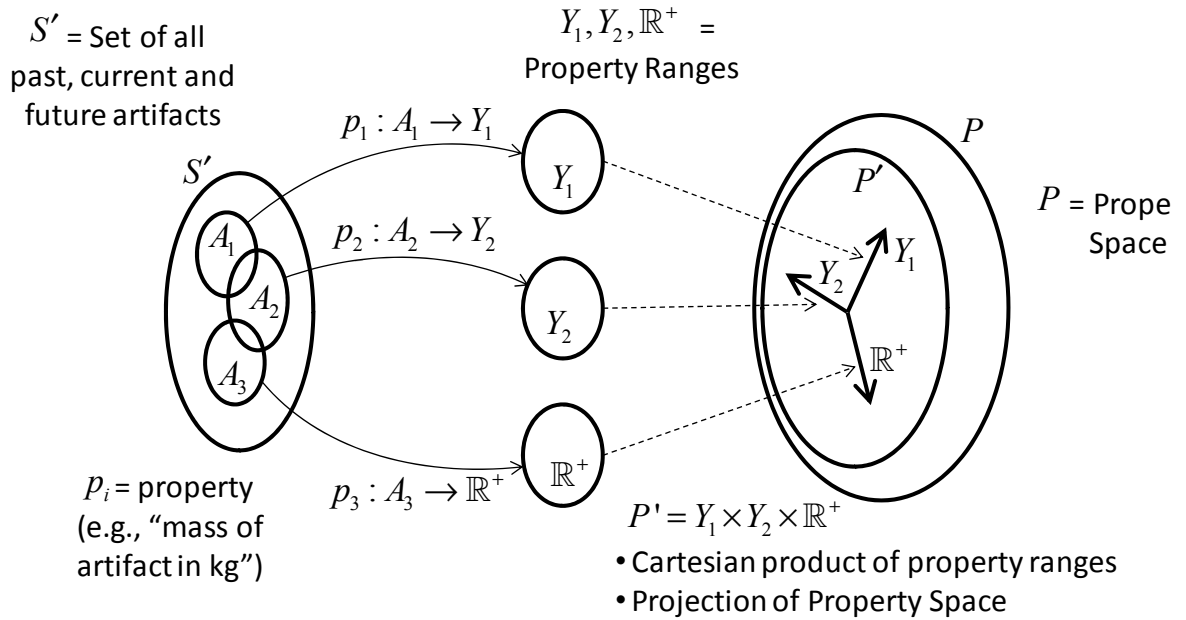 S′ = Set of all
past, current and
future artifacts
Y₁, Y₂, ℝ⁺ =
Property Ranges
p₁ : A₁ → Y₁
S′
A₁
A₂
A₃
p₂ : A₂ → Y₂
p₃ : A₃ → ℝ⁺
Y₁
Y₂
ℝ⁺
P
P′
Y₁
Y₂
ℝ⁺
P = Prope
Space
pᵢ = property
(e.g., “mass of
artifact in kg”)
P' = Y₁ × Y₂ × ℝ⁺
• Cartesian product of property ranges
• Projection of Property Space